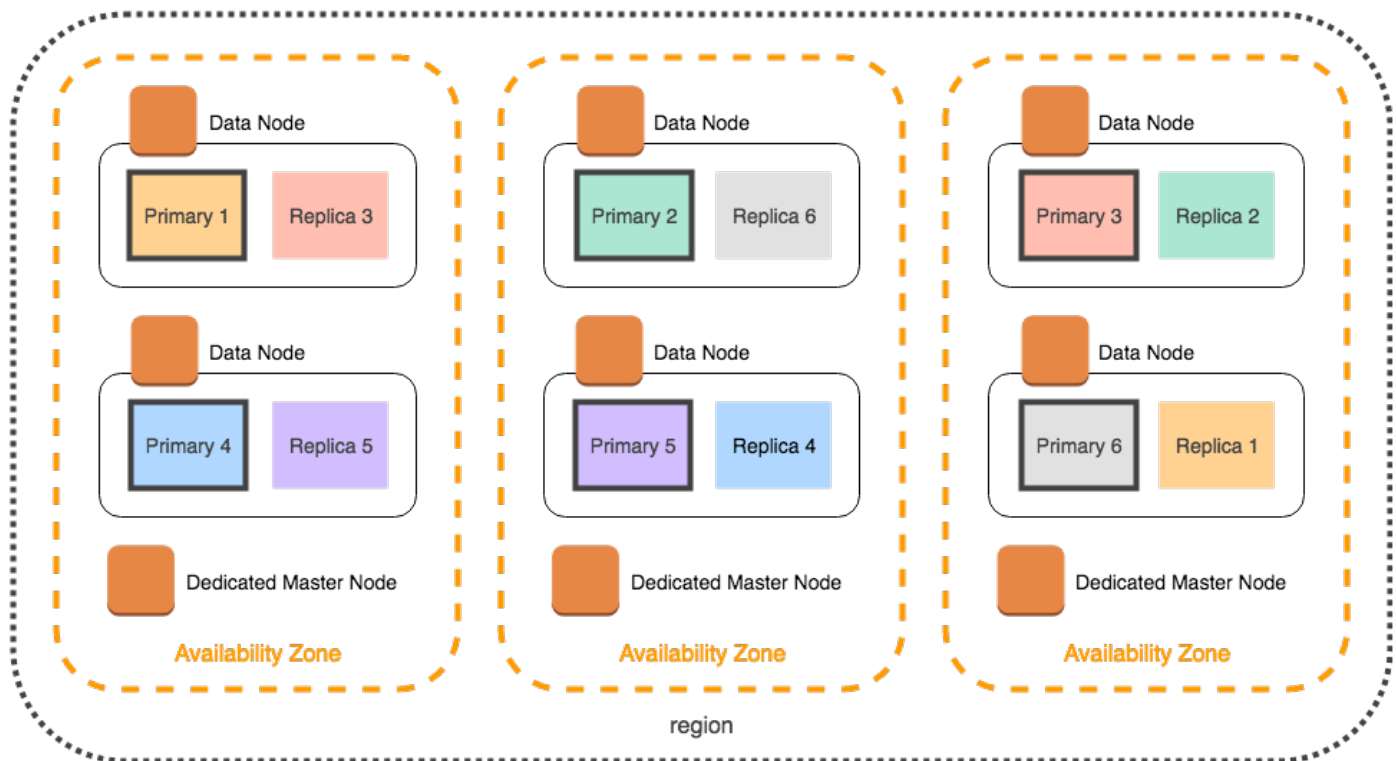 Data Node
Primary 1
Replica 3
Data Node
Primary 4
Replica 5
Dedicated Master Node
Availability Zone
Data Node
Primary 2
Replica 6
Data Node
Primary 5
Replica 4
Dedicated Master Node
Availability Zone
Data Node
Primary 3
Replica 2
Data Node
Primary 6
Replica 1
Dedicated Master Node
Availability Zone
region